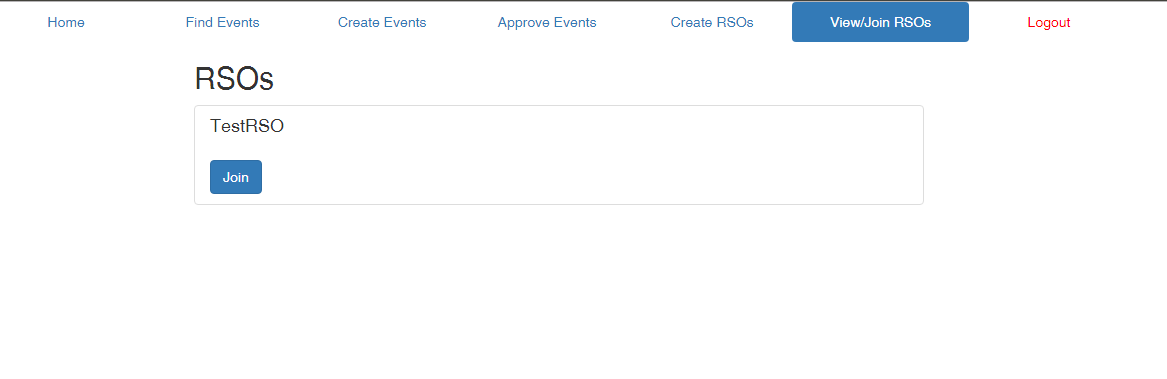 Home Find Events Create Events Approve Events Create RSOs View/Join RSOs Logout
RSOs
TestRSO
Join